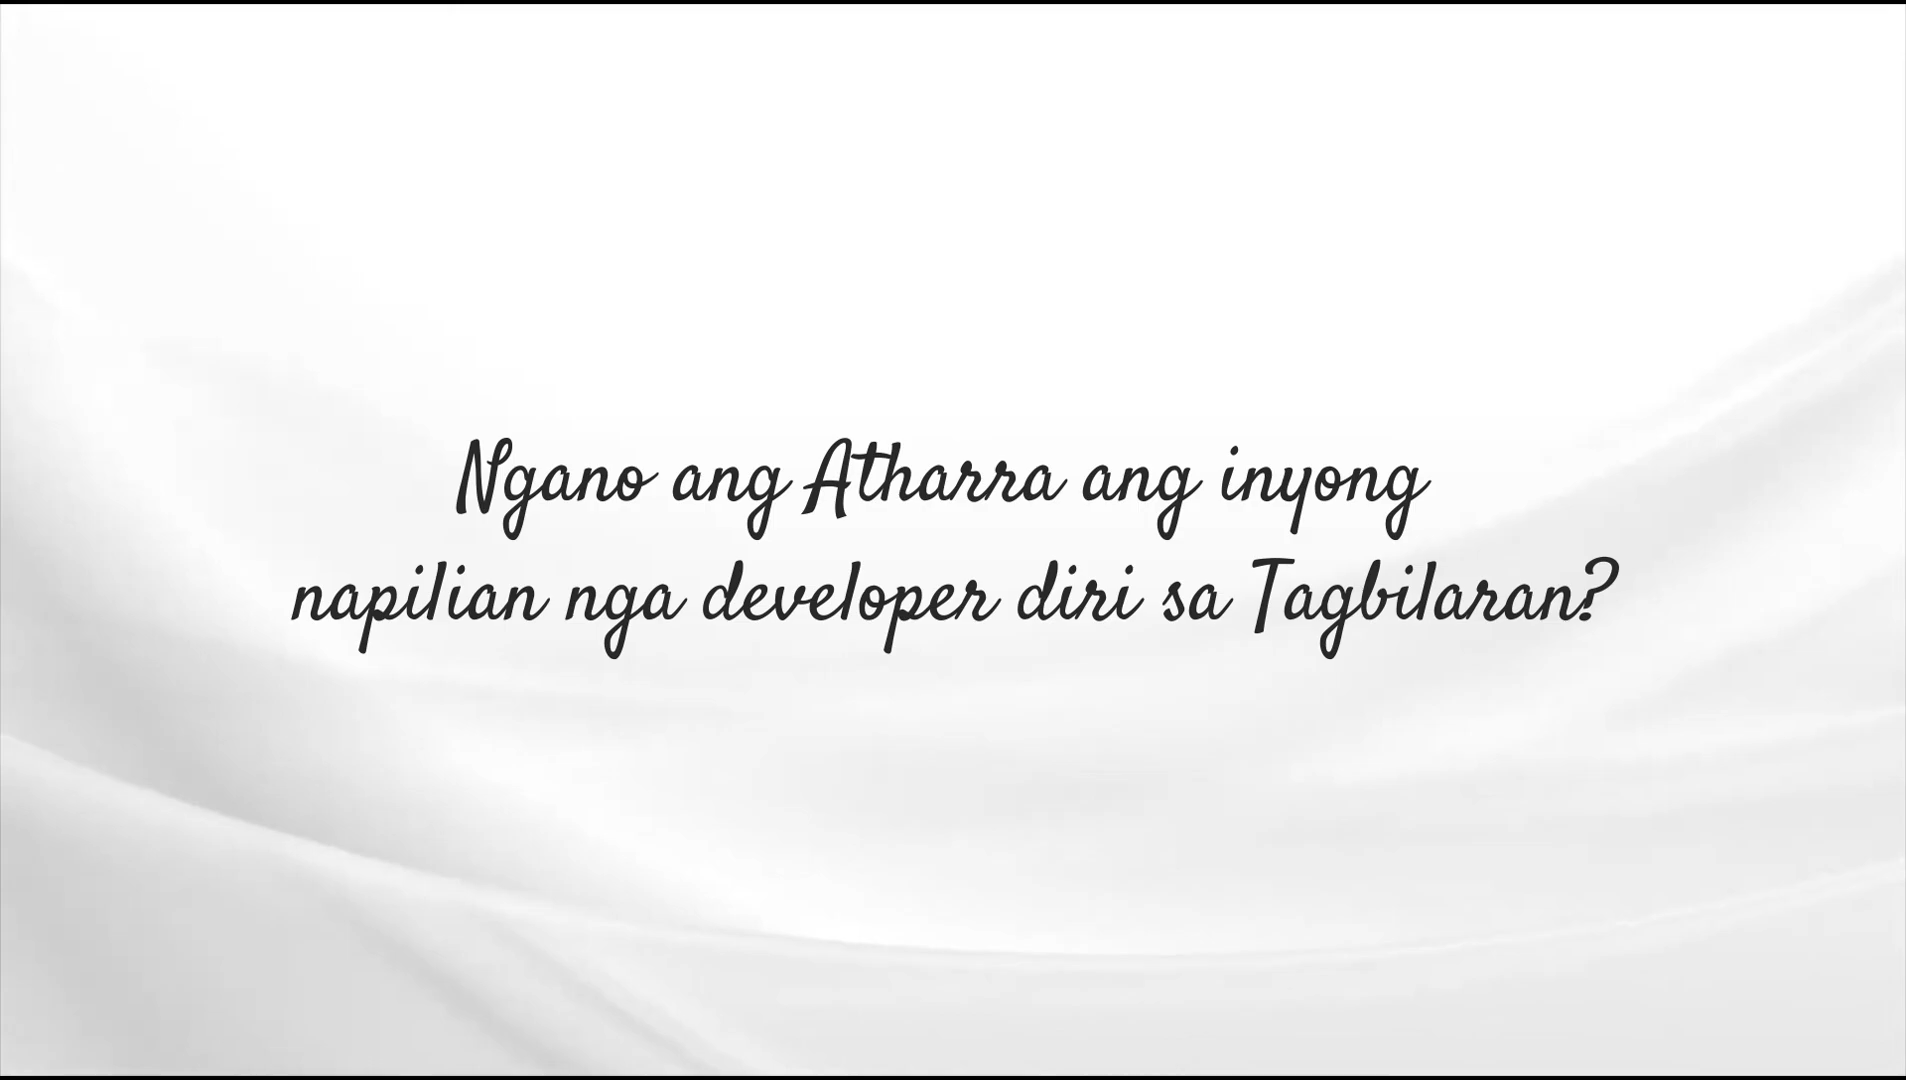 Ngano ang Atharra ang inyong
napilian nga developer diri sa Tagbilaran?